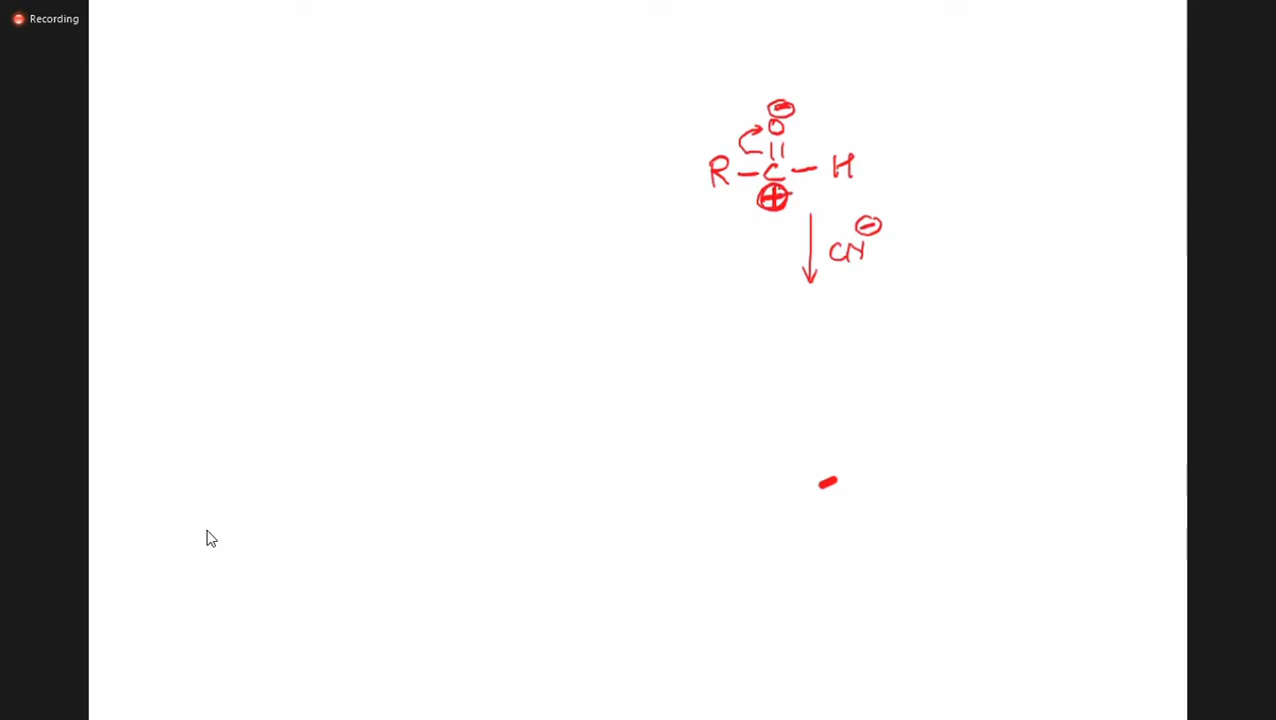 Recording
⊖
O
||
R–C–H
⊕
⊖
CN